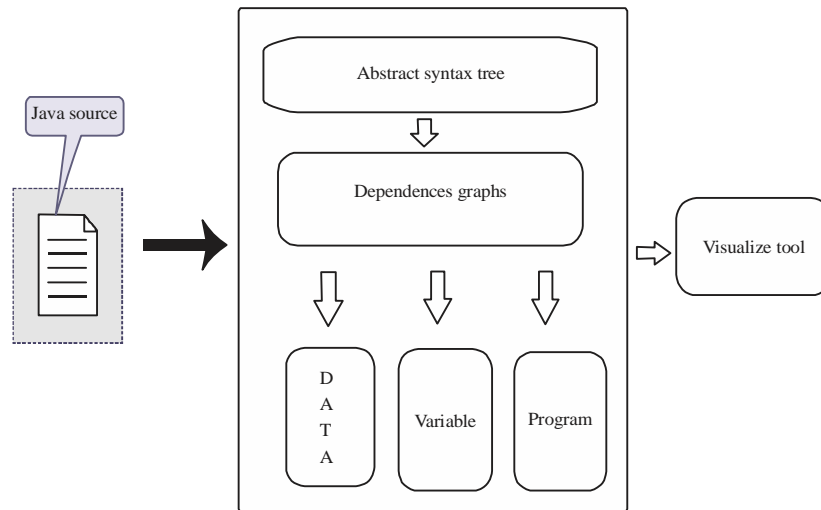 Abstract syntax tree
Java source
Dependences graphs
Visualize tool
D
A
T
A
Variable
Program